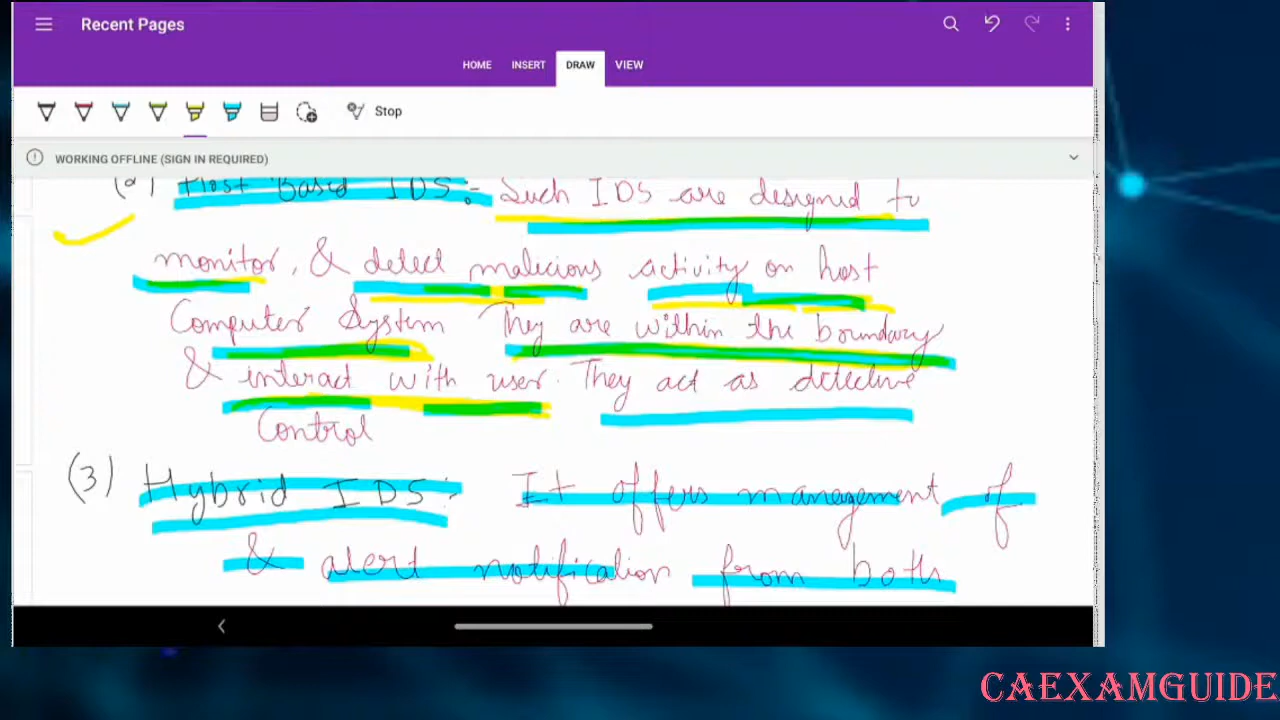 Recent Pages
HOME INSERT DRAW VIEW
Stop
WORKING OFFLINE (SIGN IN REQUIRED)
Host Based IDS : Such IDS are designed to
monitor, & detect malicious activity on host
Computer System They are within the boundary
& interact with user. They act as detective
Control
(3) Hybrid IDS :- It offers management of
& alert notification from both
CAEXAMGUIDE